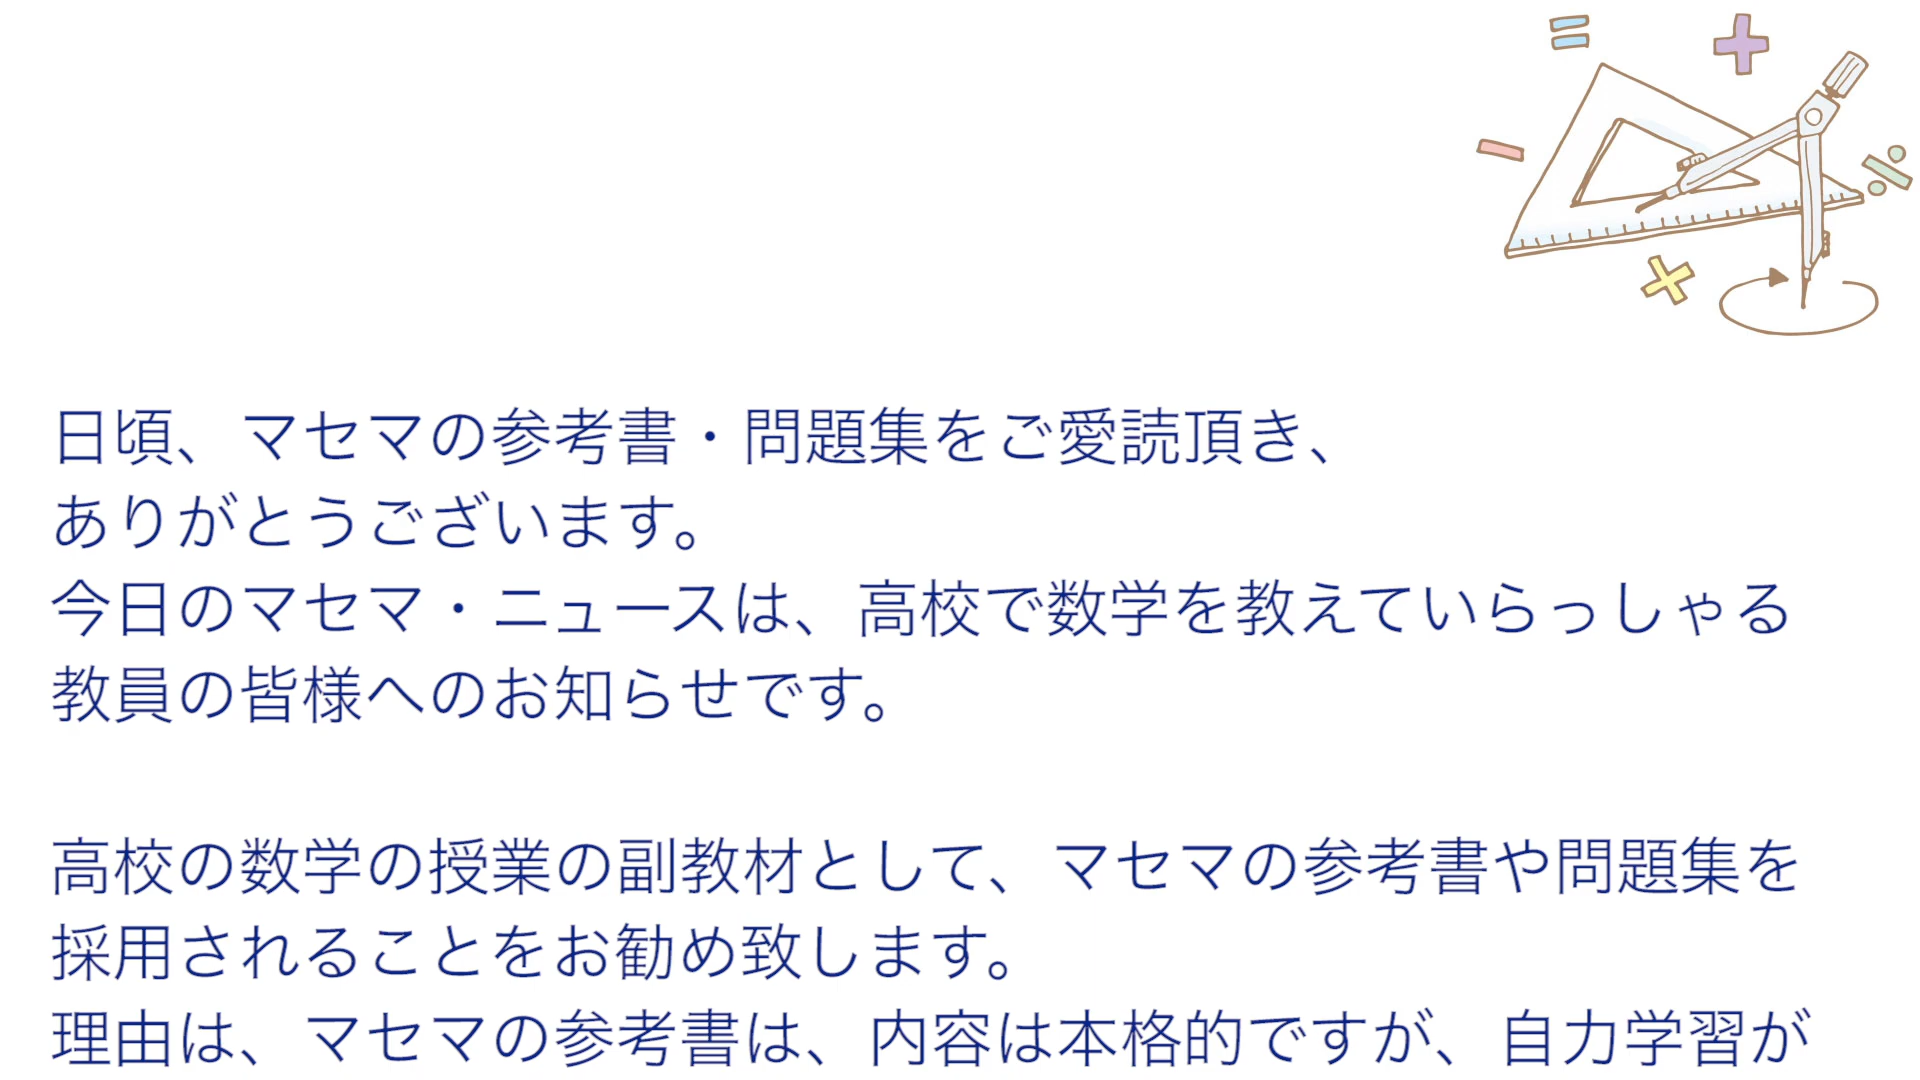 日頃、マセマの参考書・問題集をご愛読頂き、
ありがとうございます。
今日のマセマ・ニュースは、高校で数学を教えていらっしゃる
教員の皆様へのお知らせです。
高校の数学の授業の副教材として、マセマの参考書や問題集を
採用されることをお勧め致します。
理由は、マセマの参考書は、内容は本格的ですが、自力学習が